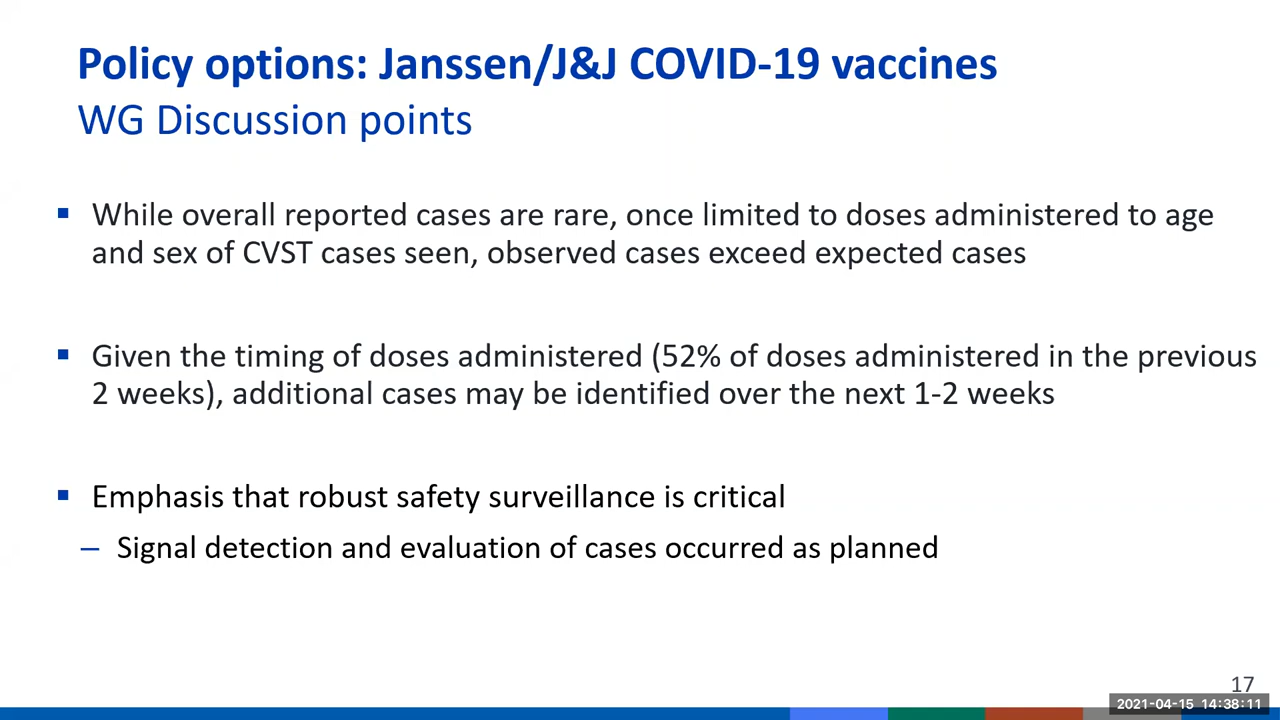 Policy options: Janssen/J&J COVID-19 vaccines
WG Discussion points
▪ While overall reported cases are rare, once limited to doses administered to age
and sex of CVST cases seen, observed cases exceed expected cases
▪ Given the timing of doses administered (52% of doses administered in the previous
2 weeks), additional cases may be identified over the next 1-2 weeks
▪ Emphasis that robust safety surveillance is critical
– Signal detection and evaluation of cases occurred as planned
17
2021-04-15 14:38:11